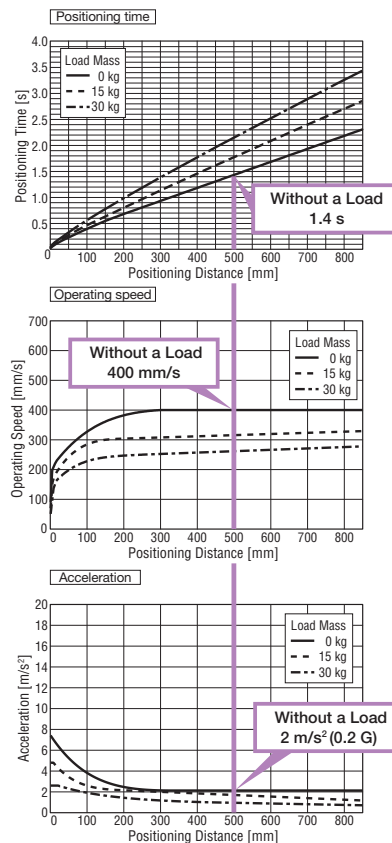 Positioning time
4.0
3.5
3.0
2.5
2.0
1.5
1.0
0.5
0
Positioning Time [s]
Load Mass
0 kg
15 kg
30 kg
Without a Load
1.4 s
0 100 200 300 400 500 600 700 800
Positioning Distance [mm]
Operating speed
700
600
500
400
300
200
100
0
Operating Speed [mm/s]
Without a Load
400 mm/s
Load Mass
0 kg
15 kg
30 kg
0 100 200 300 400 500 600 700 800
Positioning Distance [mm]
Acceleration
20
18
16
14
12
10
8
6
4
2
0
Acceleration [m/s²]
Load Mass
0 kg
15 kg
30 kg
Without a Load
2 m/s² (0.2 G)
0 100 200 300 400 500 600 700 800
Positioning Distance [mm]